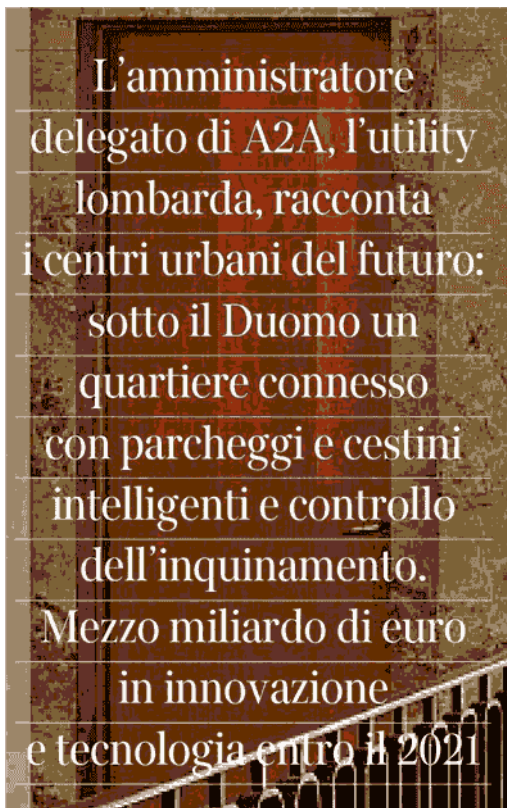 L’amministratore
delegato di A2A, l’utility
lombarda, racconta
i centri urbani del futuro:
sotto il Duomo un
quartiere connesso
con parcheggi e cestini
intelligenti e controllo
dell’inquinamento.
Mezzo miliardo di euro
in innovazione
e tecnologia entro il 2021